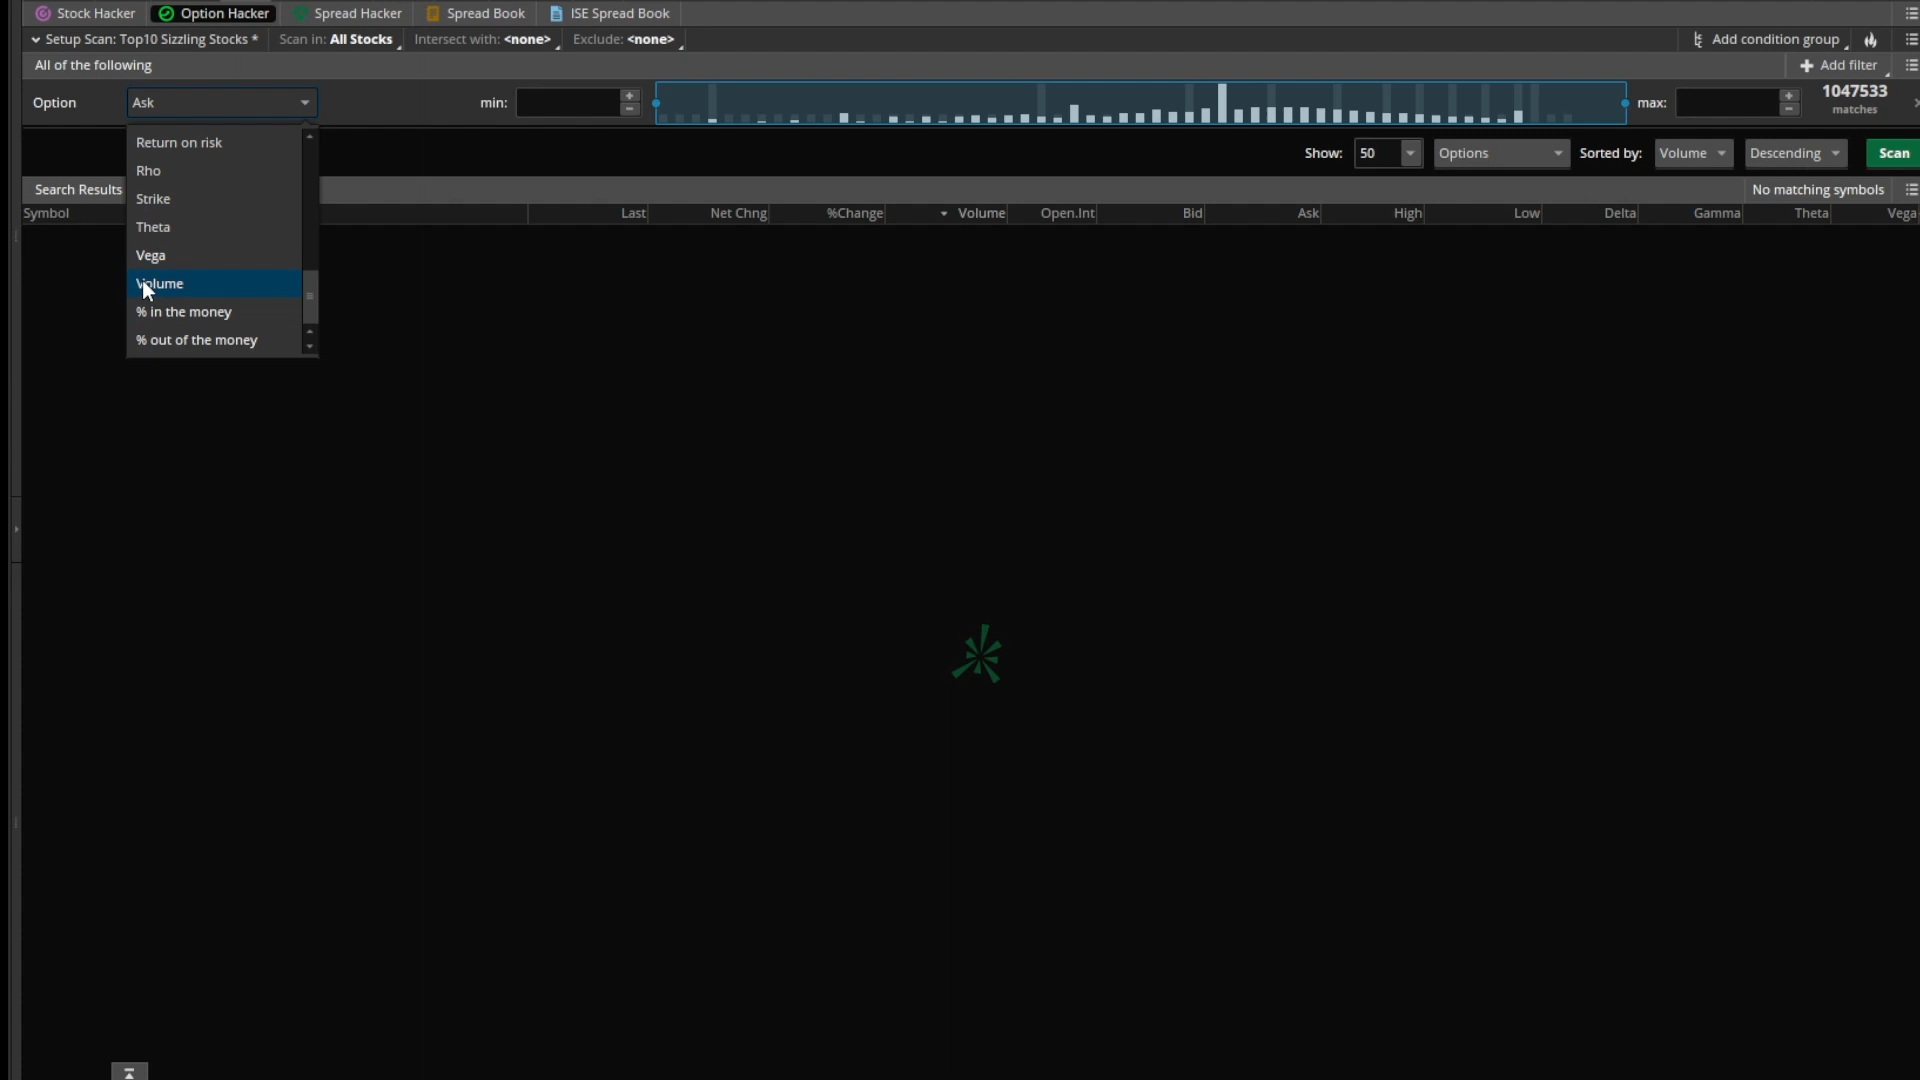 Stock Hacker Option Hacker Spread Hacker Spread Book ISE Spread Book
Setup Scan: Top10 Sizzling Stocks * Scan in: All Stocks Intersect with: <none> Exclude: <none> Add condition group
All of the following Add filter
Option Ask min: max: 1047533
matches
Return on risk
Rho
Strike
Theta
Vega
Volume
% in the money
% out of the money
Show: 50 Options Sorted by: Volume Descending Scan
Search Results No matching symbols
Symbol Last Net Chng %Change Volume Open.Int Bid Ask High Low Delta Gamma Theta Vega